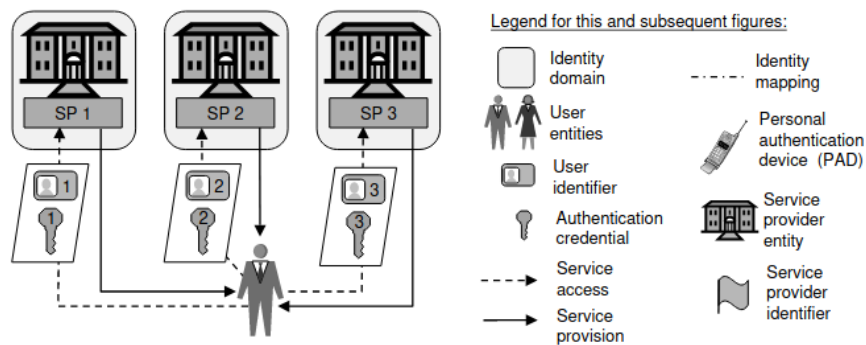 Legend for this and subsequent figures:
SP 1
SP 2
SP 3
1
2
3
1
2
3
Identity
domain
User
entities
User
identifier
Authentication
credential
Service
access
Service
provision
Identity
mapping
Personal
authentication
device (PAD)
Service
provider
entity
Service
provider
identifier